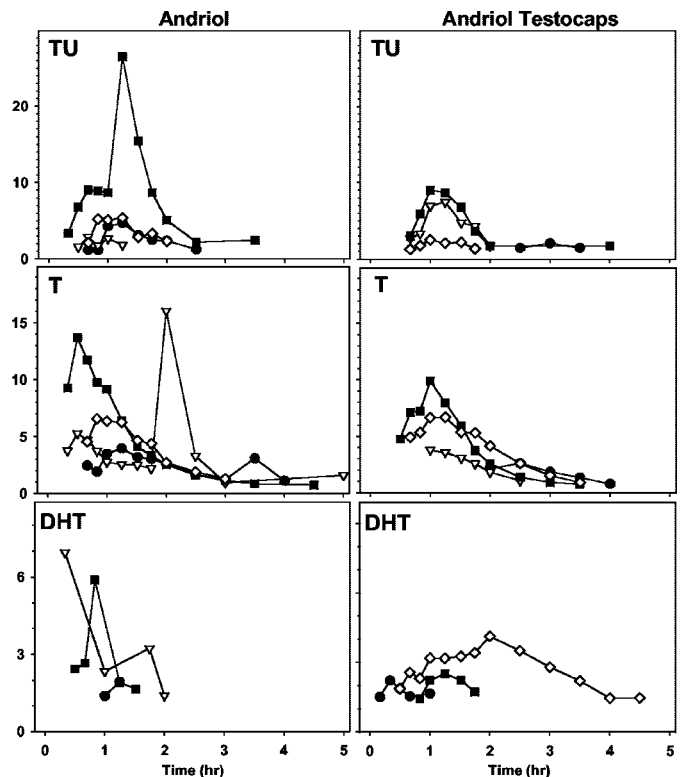 Andriol Andriol Testocaps
TU TU
20
10
0
T T
15
10
5
0
DHT DHT
6
3
0
0 1 2 3 4 5 0 1 2 3 4 5
Time (hr) Time (hr)